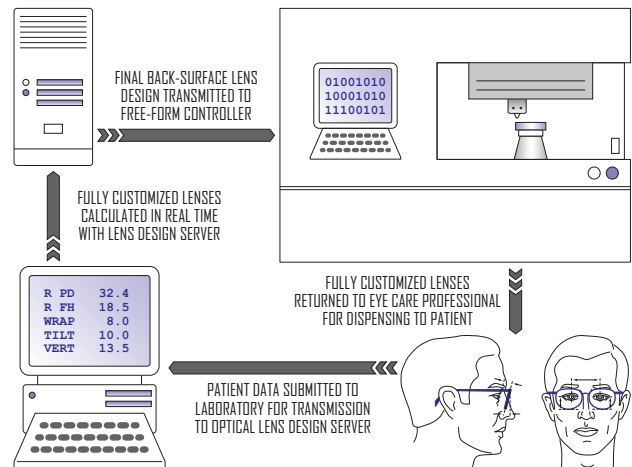 FINAL BACK-SURFACE LENS
DESIGN TRANSMITTED TO
FREE-FORM CONTROLLER
01001010
10001010
11100101
FULLY CUSTOMIZED LENSES
CALCULATED IN REAL TIME
WITH LENS DESIGN SERVER
R PD 32.4
R FH 18.5
WRAP 8.0
TILT 10.0
VERT 13.5
FULLY CUSTOMIZED LENSES
RETURNED TO EYE CARE PROFESSIONAL
FOR DISPENSING TO PATIENT
PATIENT DATA SUBMITTED TO
LABORATORY FOR TRANSMISSION
TO OPTICAL LENS DESIGN SERVER